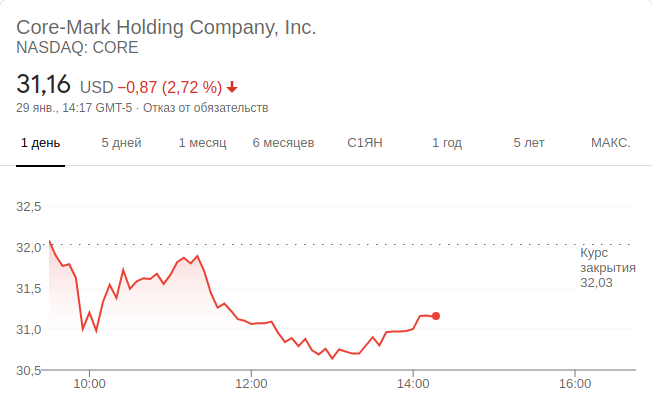 Core-Mark Holding Company, Inc.
NASDAQ: CORE
31,16 USD −0,87 (2,72 %)
29 янв., 14:17 GMT-5 · Отказ от обязательств
1 день 5 дней 1 месяц 6 месяцев С1ЯН 1 год 5 лет МАКС.
32,5
32,0
Курс
закрытия
32,03
31,5
31,0
30,5
10:00 12:00 14:00 16:00